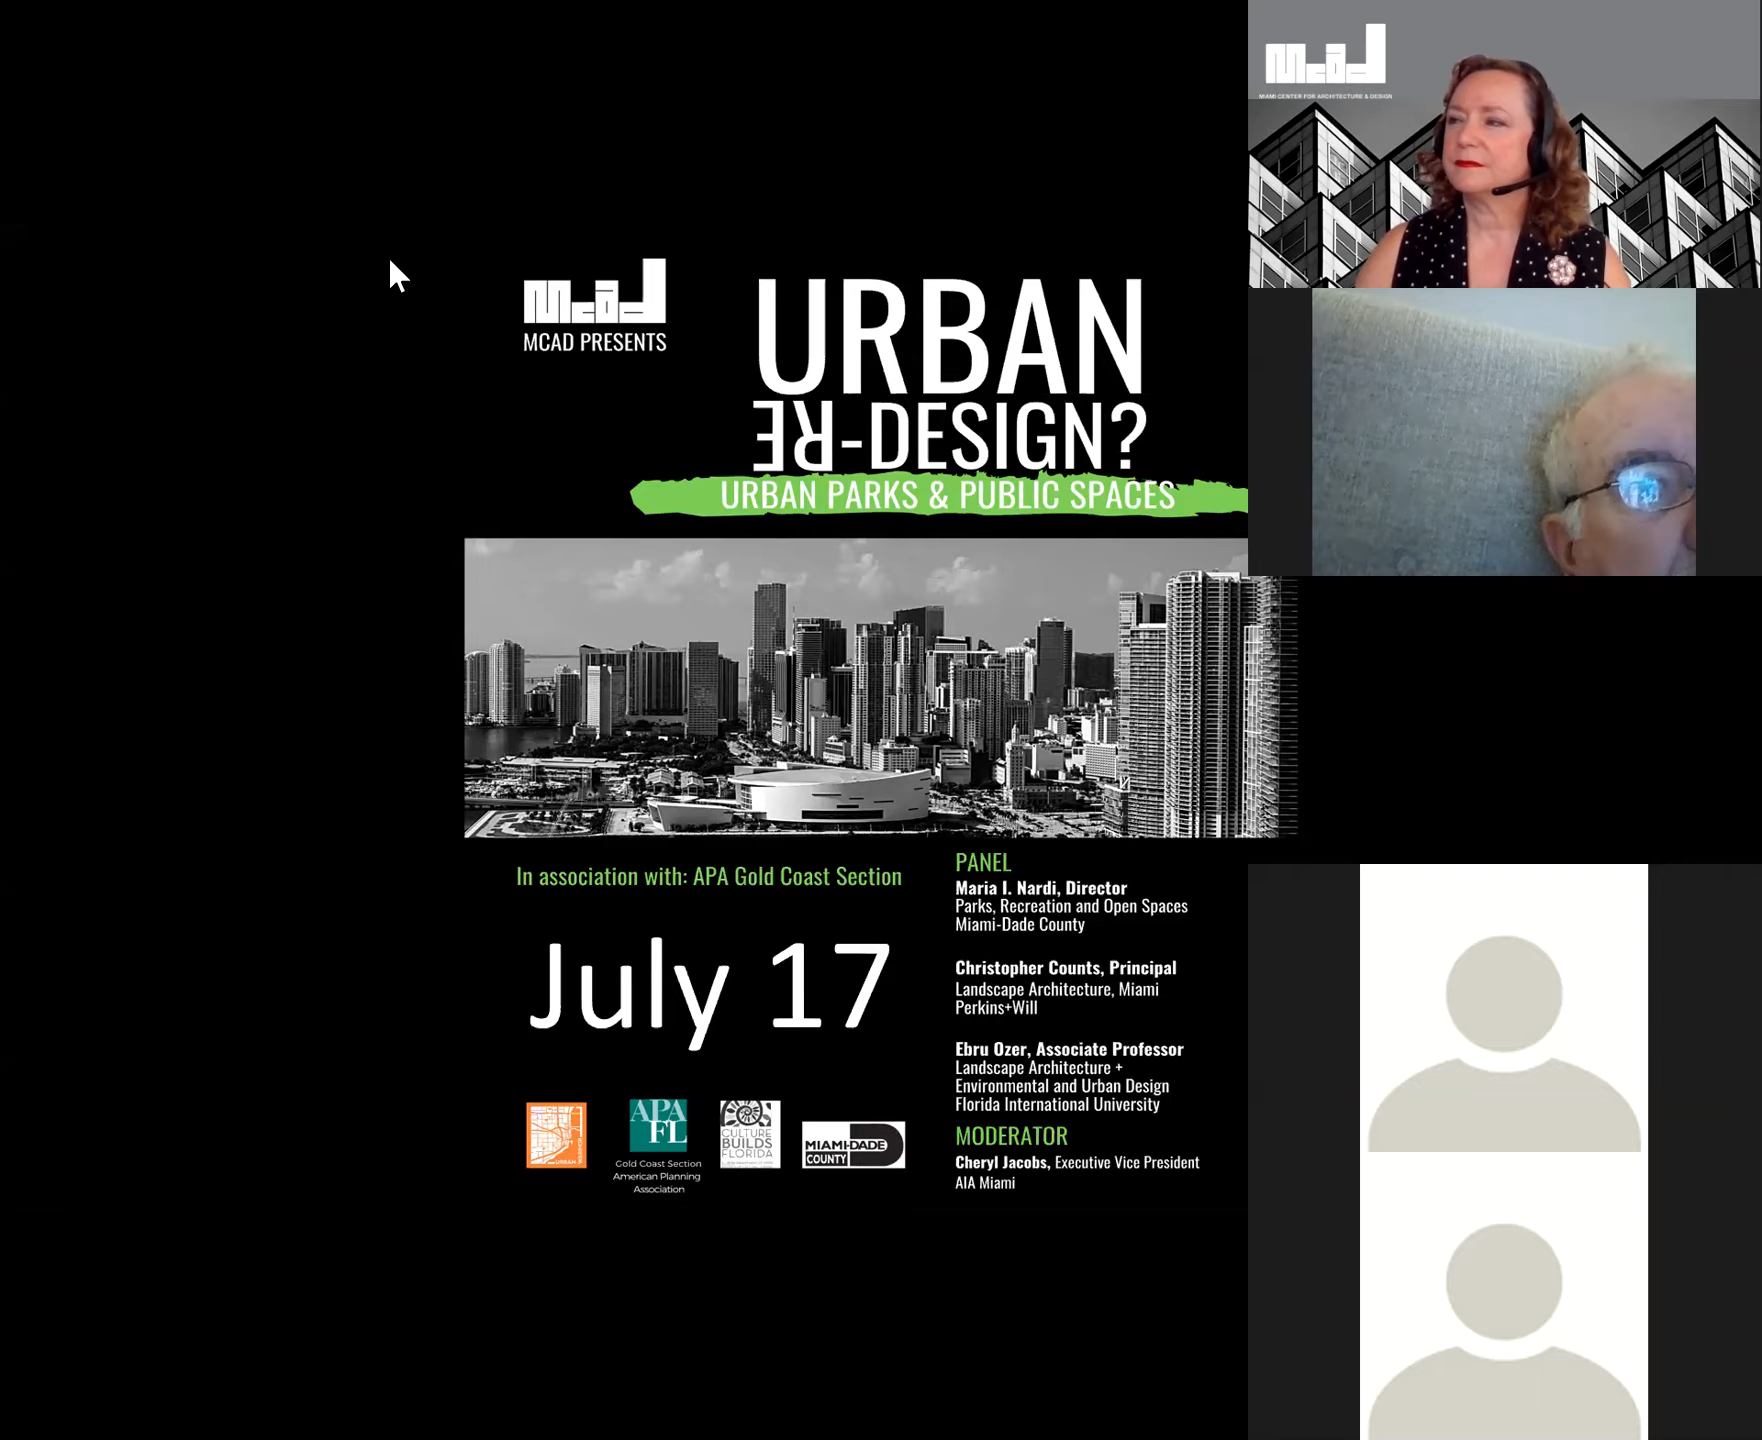 mcad
MCAD PRESENTS
URBAN
RE-DESIGN?
URBAN PARKS & PUBLIC SPACES
In association with: APA Gold Coast Section
July 17
URBAN
APA
FL
Gold Coast Section
American Planning
Association
CULTURE
BUILDS
FLORIDA
MIAMI-DADE
COUNTY
PANEL
Maria I. Nardi, Director
Parks, Recreation and Open Spaces
Miami-Dade County
Christopher Counts, Principal
Landscape Architecture, Miami
Perkins+Will
Ebru Ozer, Associate Professor
Landscape Architecture +
Environmental and Urban Design
Florida International University
MODERATOR
Cheryl Jacobs, Executive Vice President
AIA Miami
mcad
MIAMI CENTER FOR ARCHITECTURE & DESIGN